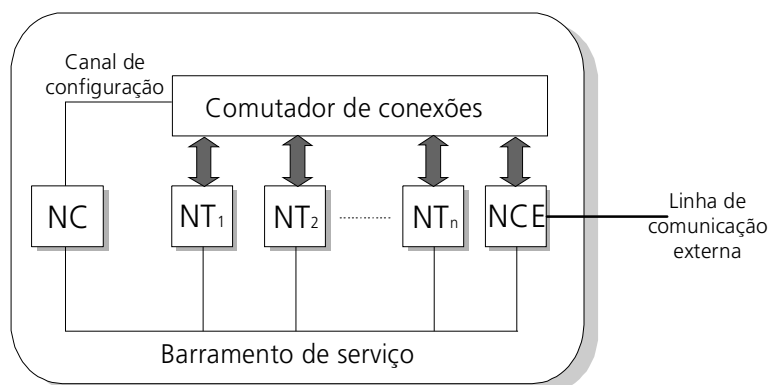 Canal de
configuração
Comutador de conexões
NC
NT1
NT2
NTn
NCE
Linha de
comunicação
externa
Barramento de serviço